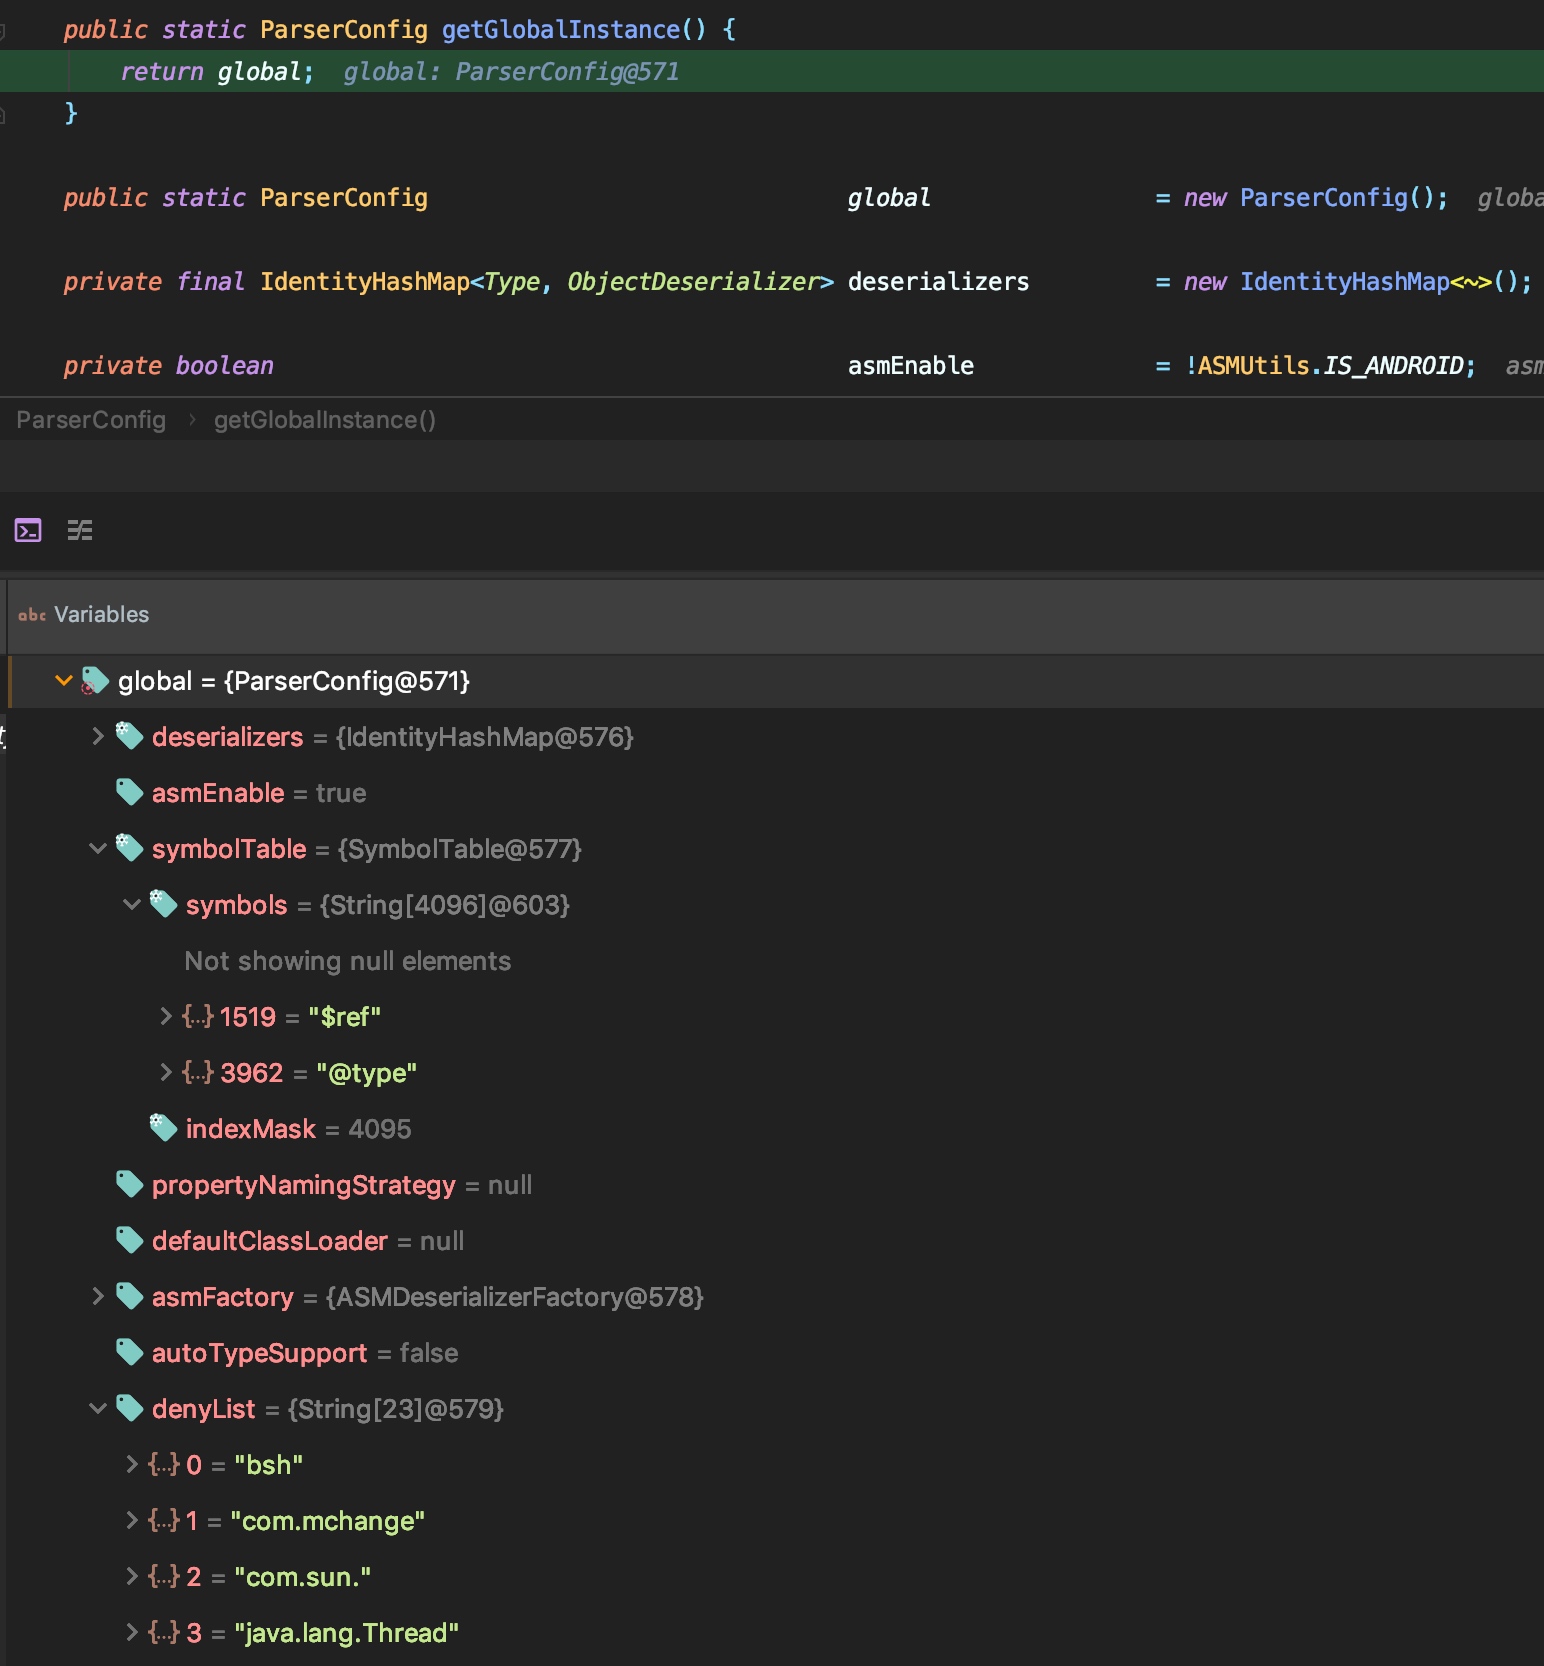 public static ParserConfig getGlobalInstance() {
return global; global: ParserConfig@571
}
public static ParserConfig global = new ParserConfig(); globa
private final IdentityHashMap<Type, ObjectDeserializer> deserializers = new IdentityHashMap<~>();
private boolean asmEnable = !ASMUtils.IS_ANDROID; asm
ParserConfig › getGlobalInstance()
abc Variables
global = {ParserConfig@571}
deserializers = {IdentityHashMap@576}
asmEnable = true
symbolTable = {SymbolTable@577}
symbols = {String[4096]@603}
Not showing null elements
{...} 1519 = "$ref"
{...} 3962 = "@type"
indexMask = 4095
propertyNamingStrategy = null
defaultClassLoader = null
asmFactory = {ASMDeserializerFactory@578}
autoTypeSupport = false
denyList = {String[23]@579}
{...} 0 = "bsh"
{...} 1 = "com.mchange"
{...} 2 = "com.sun."
{...} 3 = "java.lang.Thread"